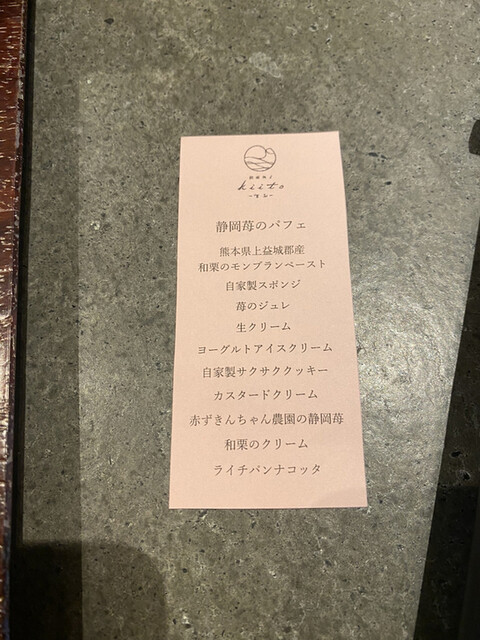 静岡苺のパフェ
熊本県上益城郡産
和栗のモンブランペースト
自家製スポンジ
苺のジュレ
生クリーム
ヨーグルトアイスクリーム
自家製サクサククッキー
カスタードクリーム
赤ずきんちゃん農園の静岡苺
和栗のクリーム
ライチパンナコッタ